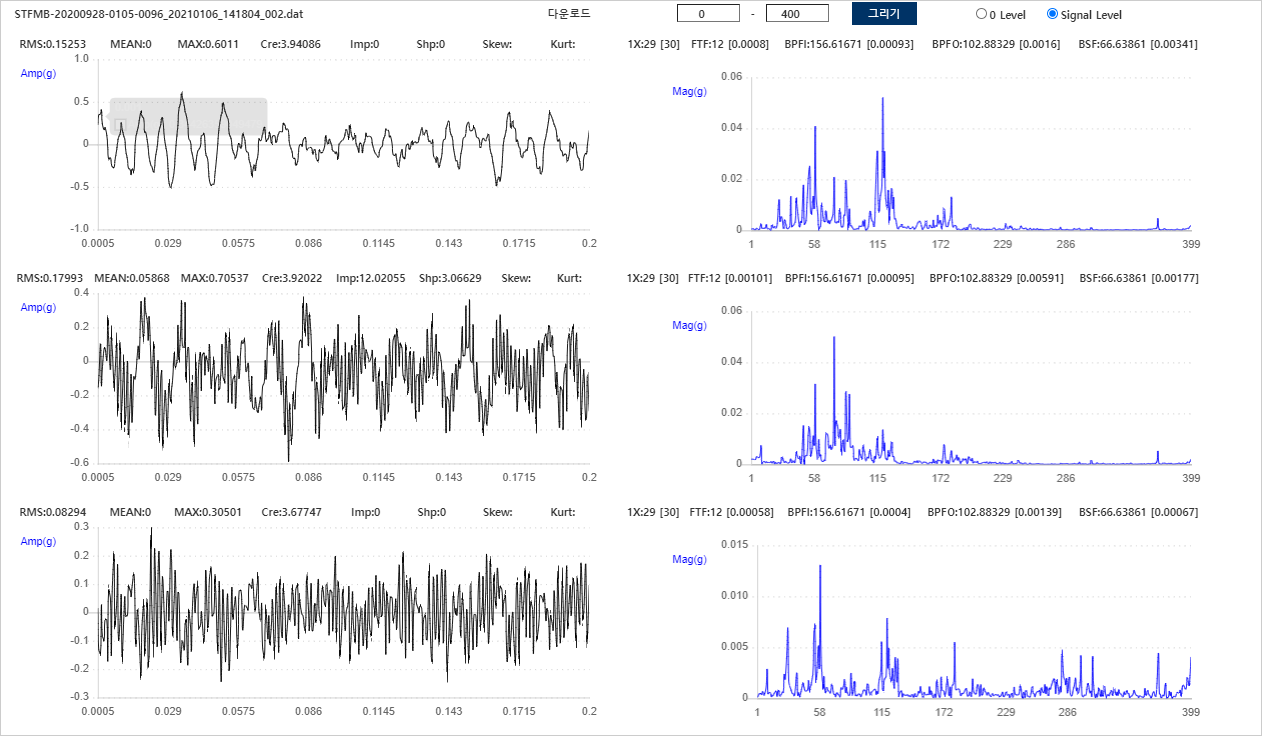 STFMB-20200928-0105-0096_20210106_141804_002.dat 다운로드 0 - 400 그리기 0 Level Signal Level
RMS:0.15253 MEAN:0 MAX:0.6011 Cre:3.94086 Imp:0 Shp:0 Skew: Kurt:
Amp(g)
1.0
0.5
0
-0.5
-1.0
0.0005 0.029 0.0575 0.086 0.1145 0.143 0.1715 0.2
1X:29 [30] FTF:12 [0.0008] BPFI:156.61671 [0.00093] BPFO:102.88329 [0.0016] BSF:66.63861 [0.00341]
Mag(g)
0.06
0.04
0.02
0
1 58 115 172 229 286 399
RMS:0.17993 MEAN:0.05868 MAX:0.70537 Cre:3.92022 Imp:12.02055 Shp:3.06629 Skew: Kurt:
Amp(g)
0.4
0.2
0
-0.2
-0.4
-0.6
0.0005 0.029 0.0575 0.086 0.1145 0.143 0.1715 0.2
1X:29 [30] FTF:12 [0.00101] BPFI:156.61671 [0.00095] BPFO:102.88329 [0.00591] BSF:66.63861 [0.00177]
Mag(g)
0.06
0.04
0.02
0
1 58 115 172 229 286 399
RMS:0.08294 MEAN:0 MAX:0.30501 Cre:3.67747 Imp:0 Shp:0 Skew: Kurt:
Amp(g)
0.3
0.2
0.1
0
-0.1
-0.2
-0.3
0.0005 0.029 0.0575 0.086 0.1145 0.143 0.1715 0.2
1X:29 [30] FTF:12 [0.00058] BPFI:156.61671 [0.0004] BPFO:102.88329 [0.00139] BSF:66.63861 [0.00067]
Mag(g)
0.015
0.010
0.005
0
1 58 115 172 229 286 399